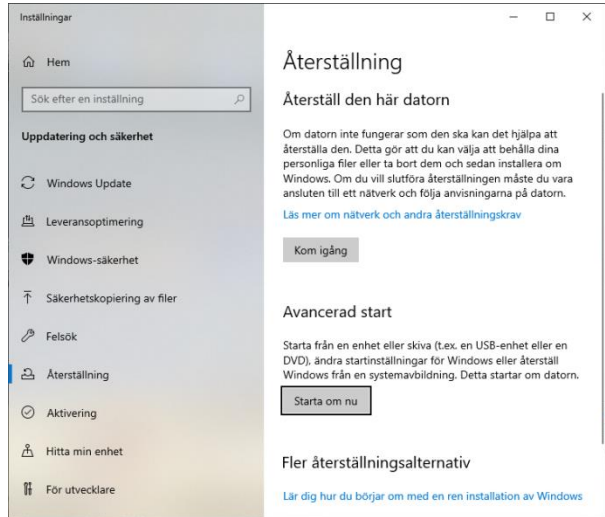 Inställningar
Hem
Sök efter en inställning
Uppdatering och säkerhet
Windows Update
Leveransoptimering
Windows-säkerhet
Säkerhetskopiering av filer
Felsök
Återställning
Aktivering
Hitta min enhet
För utvecklare
Återställning
Återställ den här datorn
Om datorn inte fungerar som den ska kan det hjälpa att
återställa den. Detta gör att du kan välja att behålla dina
personliga filer eller ta bort dem och sedan installera om
Windows. Om du vill slutföra återställningen måste du vara
ansluten till ett nätverk och följa anvisningarna på datorn.
Läs mer om nätverk och andra återställningskrav
Kom igång
Avancerad start
Starta från en enhet eller skiva (t.ex. en USB-enhet eller en
DVD), ändra startinställningar för Windows eller återställ
Windows från en systemavbildning. Detta startar om datorn.
Starta om nu
Fler återställningsalternativ
Lär dig hur du börjar om med en ren installation av Windows